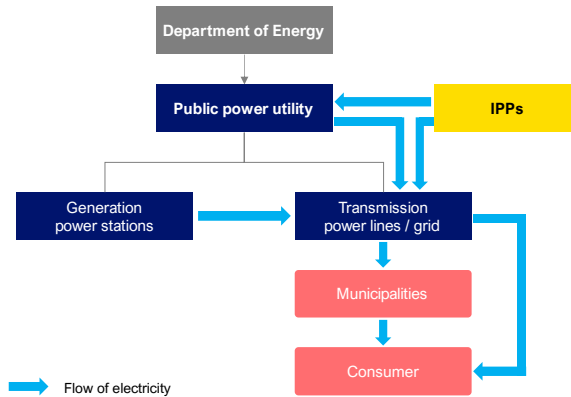 Department of Energy
Public power utility
IPPs
Generation
power stations
Transmission
power lines / grid
Municipalities
Consumer
Flow of electricity